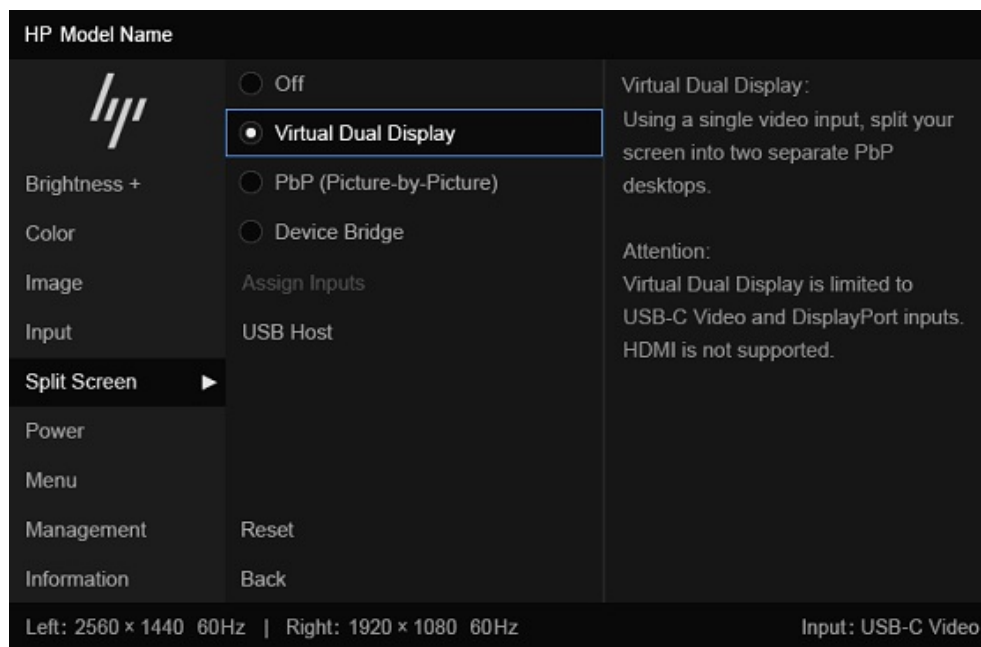 HP Model Name
hp
Brightness +
Color
Image
Input
Split Screen
Power
Menu
Management
Information
Off
Virtual Dual Display
PbP (Picture-by-Picture)
Device Bridge
Assign Inputs
USB Host
Reset
Back
Virtual Dual Display:
Using a single video input, split your
screen into two separate PbP
desktops.
Attention:
Virtual Dual Display is limited to
USB-C Video and DisplayPort inputs.
HDMI is not supported.
Left: 2560 × 1440 60Hz | Right: 1920 × 1080 60Hz
Input: USB-C Video